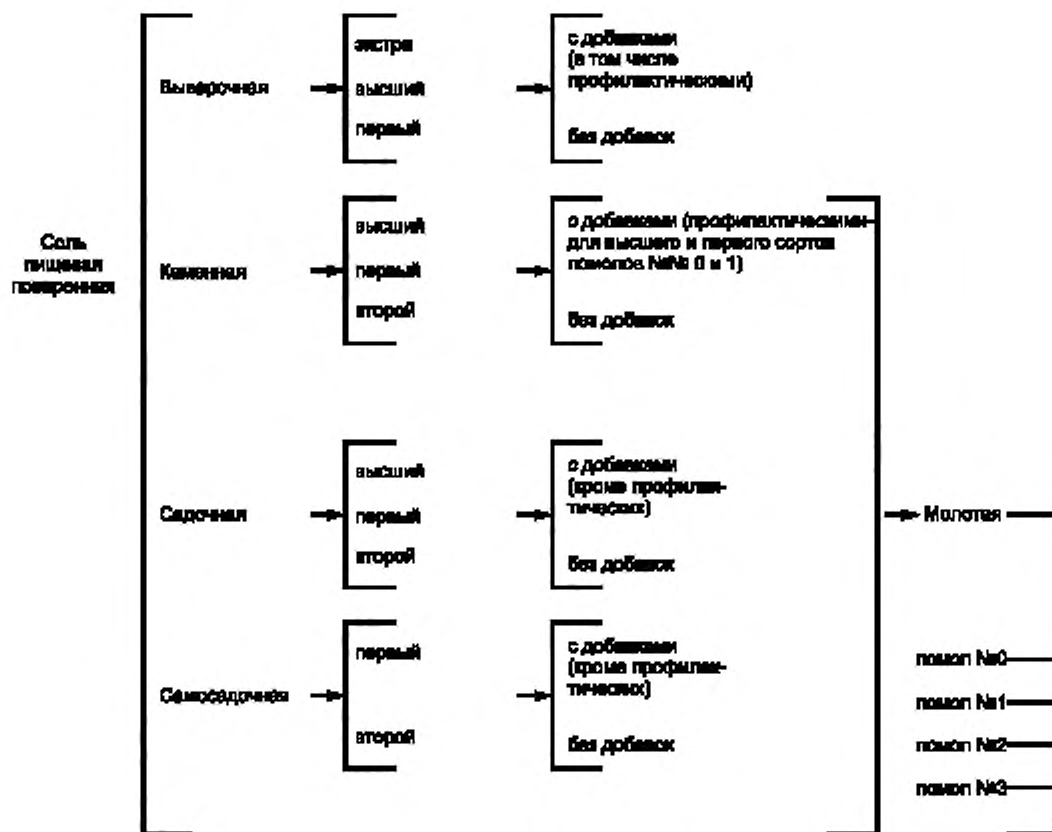 Соль
пищевая
поваренная
Выварочная
экстра
высший
первый
с добавками
(в том числе
профилактическими)
без добавок
Каменная
высший
первый
второй
с добавками (профилактическими-
для высшего и первого сортов
помолов №№ 0 и 1)
без добавок
Садочная
высший
первый
второй
с добавками
(кроме профилак-
тических)
без добавок
Молотая
Самосадочная
первый
второй
с добавками
(кроме профилак-
тических)
без добавок
помол №0
помол №1
помол №2
помол №3